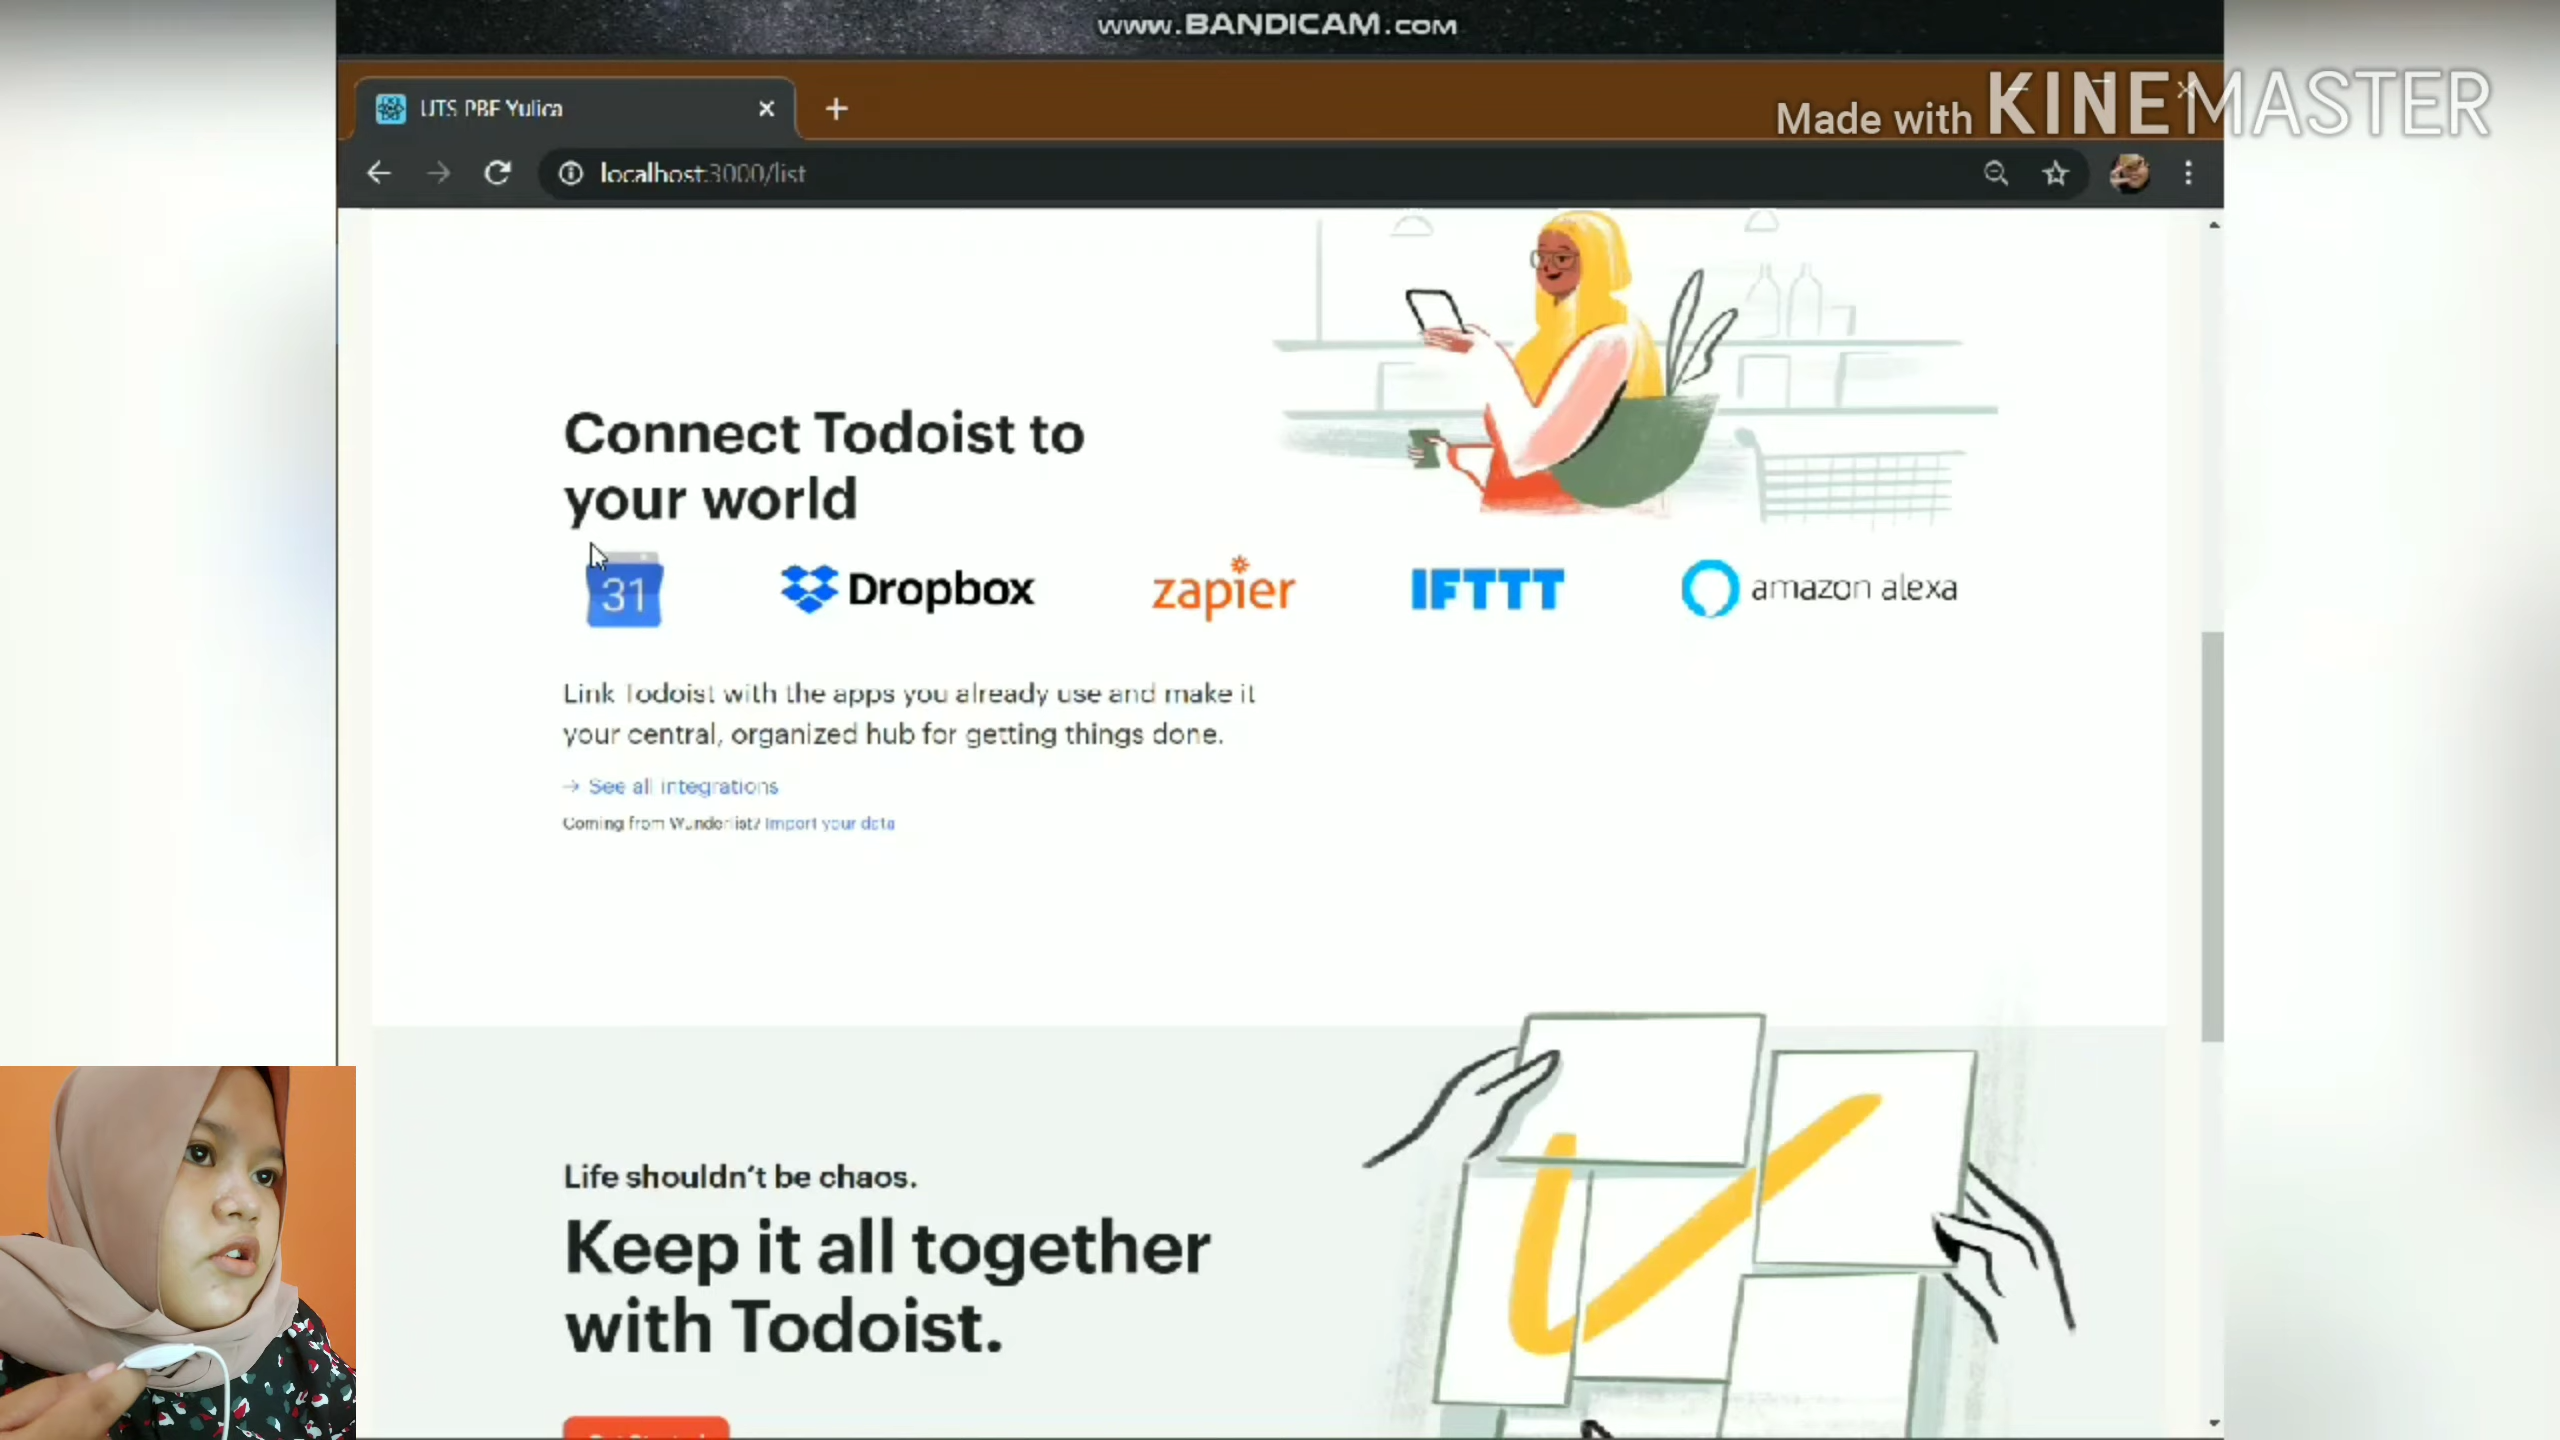 www.BANDICAM.com
Made with KINEMASTER
UTS PBF Yulica
localhost:3000/list
Connect Todoist to
your world
31
Dropbox
zapier
IFTTT
amazon alexa
Link Todoist with the apps you already use and make it
your central, organized hub for getting things done.
→ See all integrations
Coming from Wunderlist? Import your data
Life shouldn't be chaos.
Keep it all together
with Todoist.